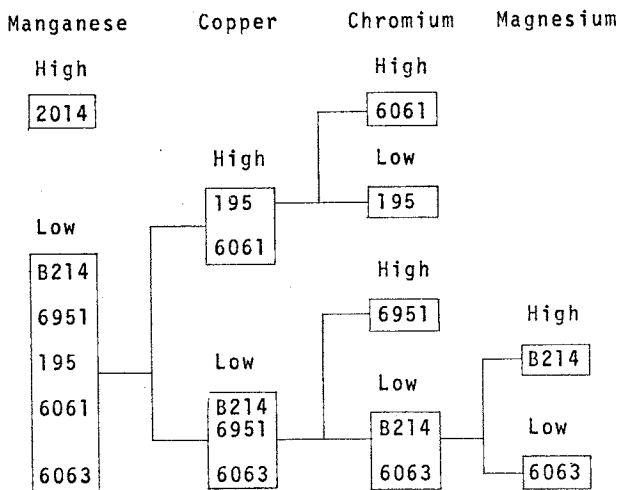 Manganese Copper Chromium Magnesium
High High
2014 6061
High Low
195 195
Low 6061
B214 High
6951 6951 High
195 Low Low B214
6061 B214 B214 Low
6951
6063 6063 6063 6063